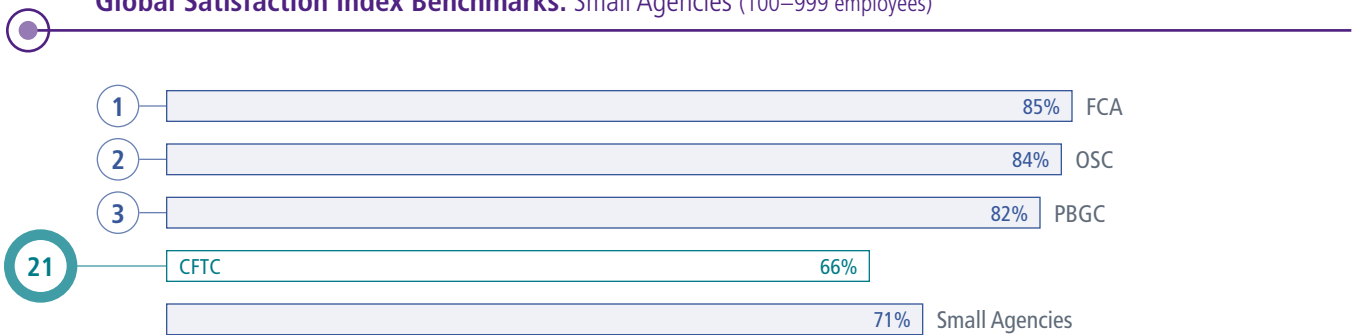 Global Satisfaction Index Benchmarks. Small Agencies (100–999 employees)
1 85% FCA
2 84% OSC
3 82% PBGC
21 CFTC 66%
71% Small Agencies